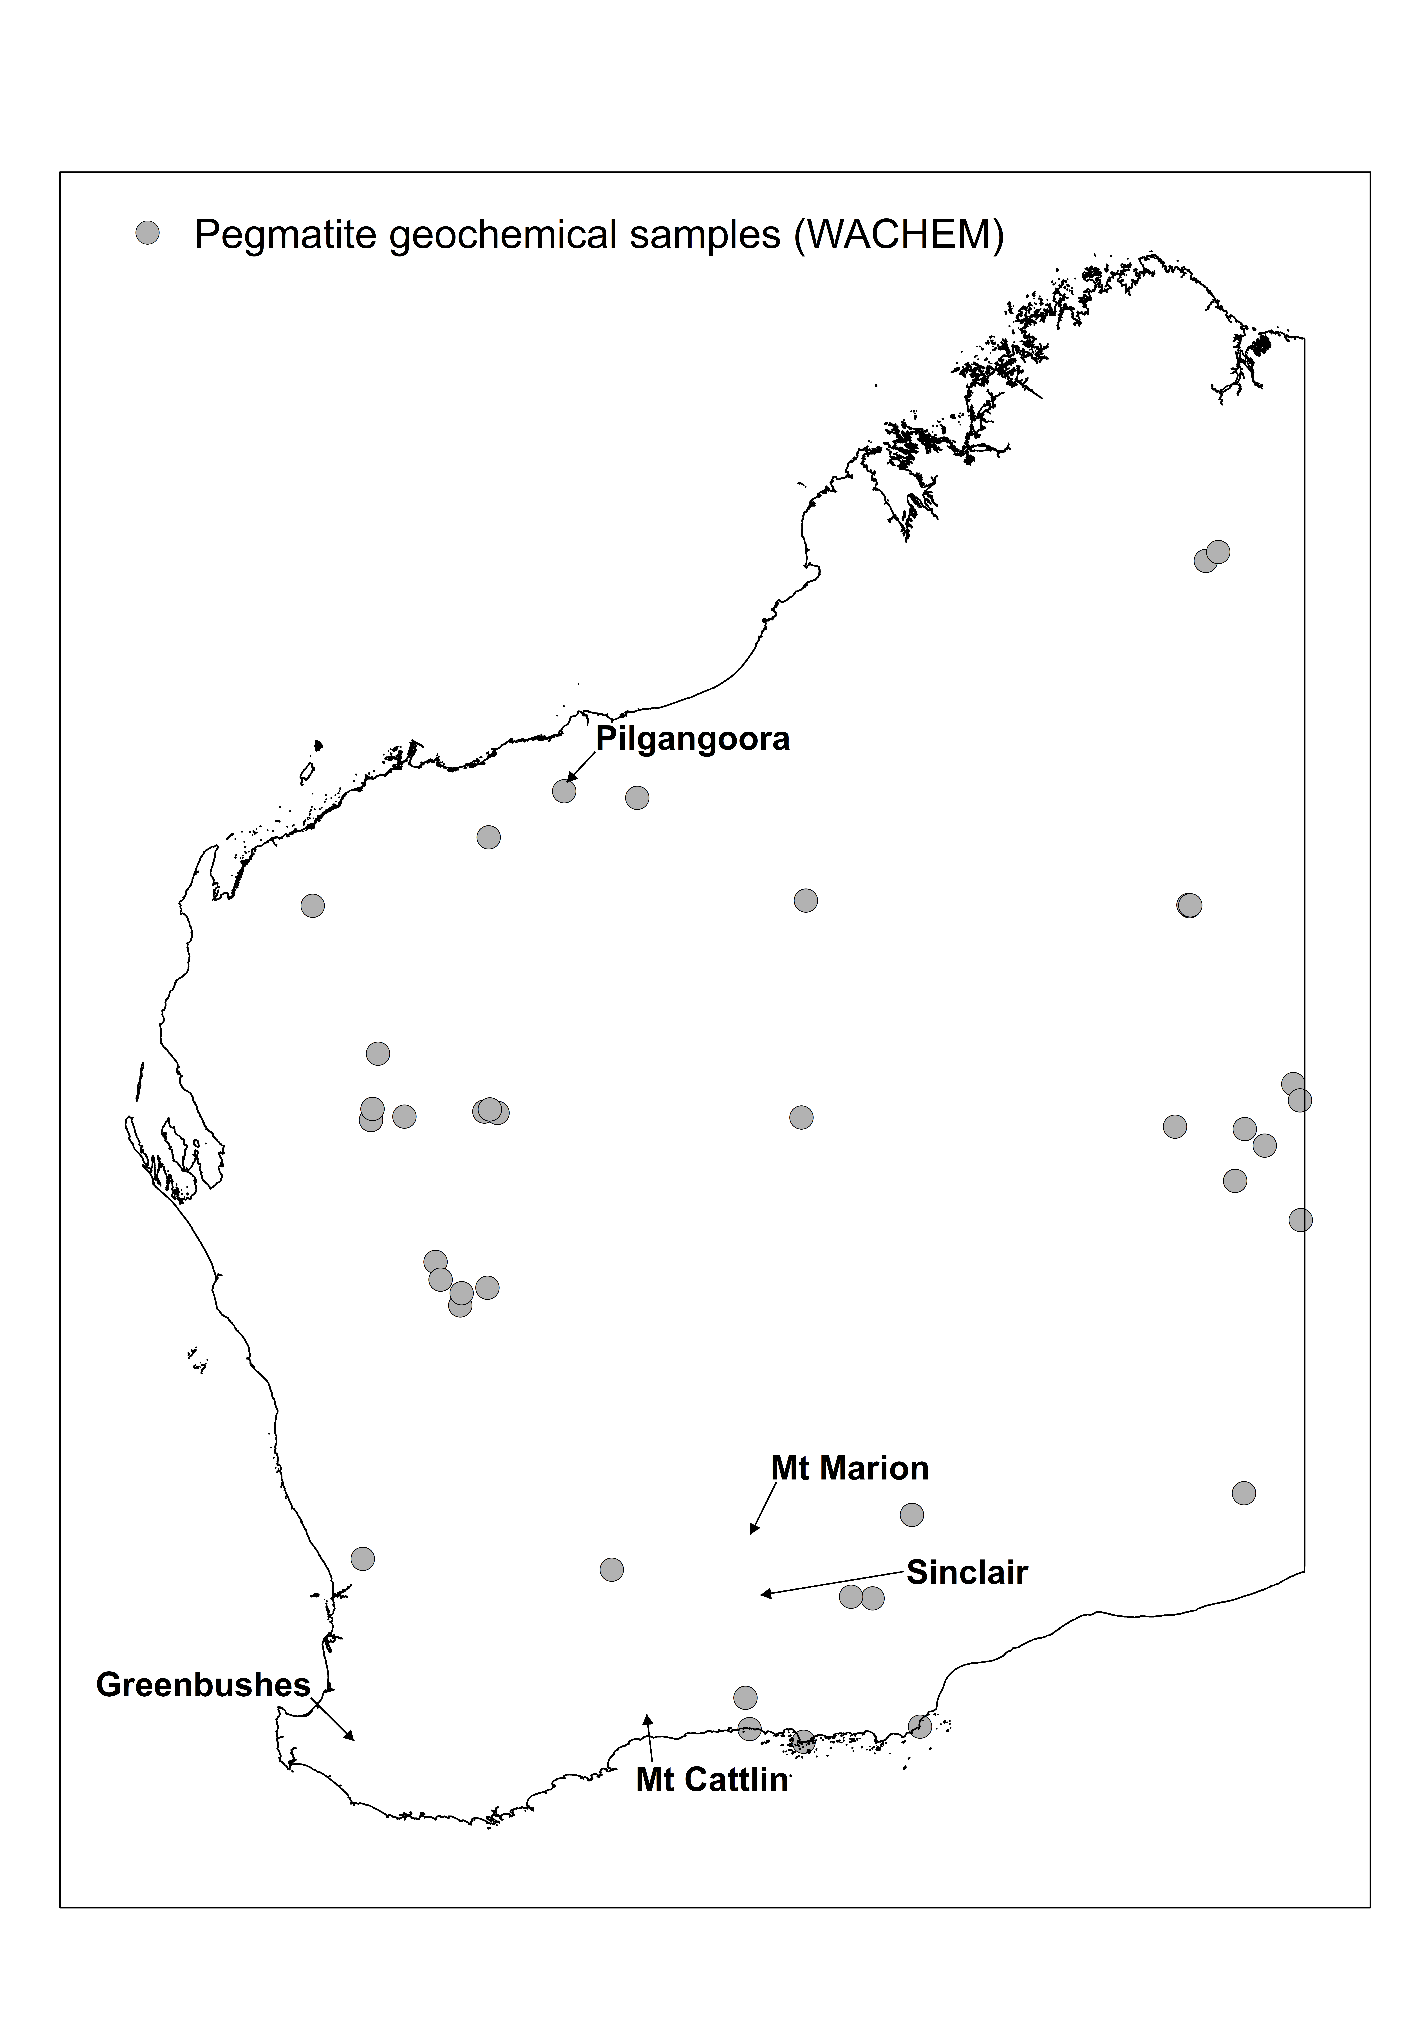 Pegmatite geochemical samples (WACHEM)
Pilgangoora
Mt Marion
Sinclair
Greenbushes
Mt Cattlin